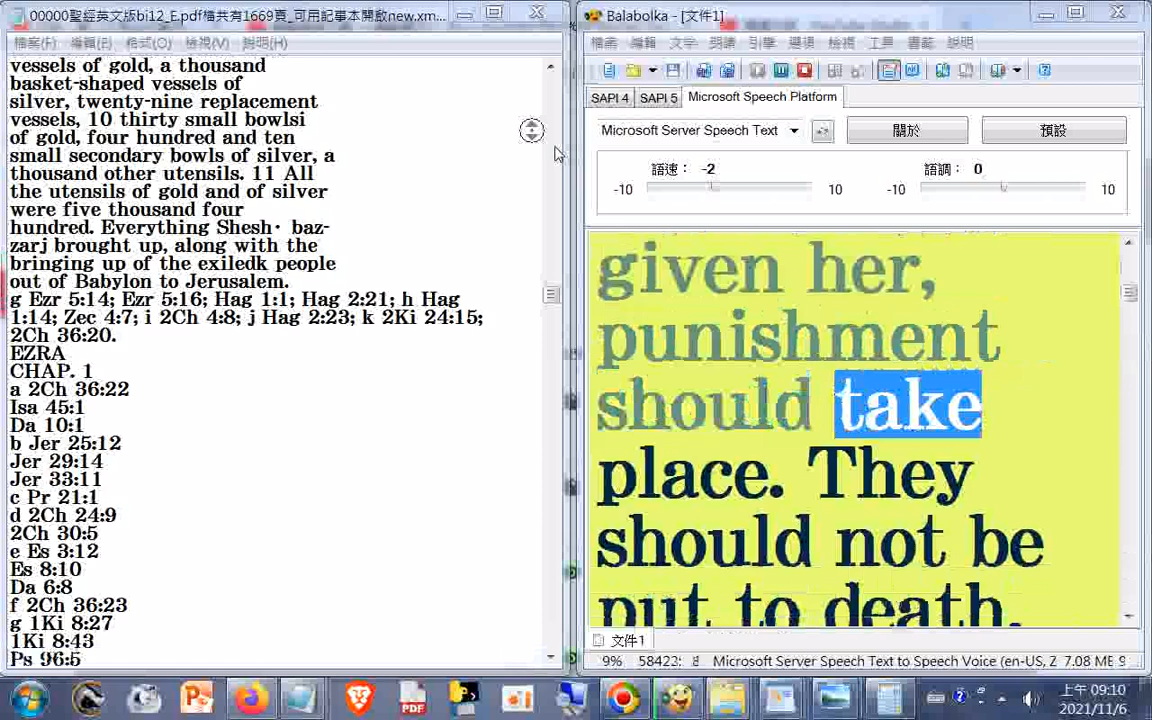 00000聖經英文版bi12_E.pdf檔共有1669頁_可用記事本開啟new.xm...
檔案(F) 編輯(E) 格式(O) 檢視(V) 說明(H)
vessels of gold, a thousand
basket-shaped vessels of
silver, twenty-nine replacement
vessels, 10 thirty small bowlsi
of gold, four hundred and ten
small secondary bowls of silver, a
thousand other utensils. 11 All
the utensils of gold and of silver
were five thousand four
hundred. Everything Shesh· baz-
zarj brought up, along with the
bringing up of the exiledk people
out of Babylon to Jerusalem.
g Ezr 5:14; Ezr 5:16; Hag 1:1; Hag 2:21; h Hag
1:14; Zec 4:7; i 2Ch 4:8; j Hag 2:23; k 2Ki 24:15;
2Ch 36:20.
EZRA
CHAP. 1
a 2Ch 36:22
Isa 45:1
Da 10:1
b Jer 25:12
Jer 29:14
Jer 33:11
c Pr 21:1
d 2Ch 24:9
2Ch 30:5
e Es 3:12
Es 8:10
Da 6:8
f 2Ch 36:23
g 1Ki 8:27
1Ki 8:43
Ps 96:5
Balabolka - [文件1]
檔案 編輯 文字 朗讀 引擎 選項 檢視 工具 書籤 說明
SAPI 4 SAPI 5 Microsoft Speech Platform
Microsoft Server Speech Text 關於 預設
語速： -2 語調： 0
-10 10 -10 10
given her,
punishment
should take
place. They
should not be
put to death,
文件1
9% 58422: Microsoft Server Speech Text to Speech Voice (en-US, Z 7.08 MB 9
PDF
上午 09:10
2021/11/6